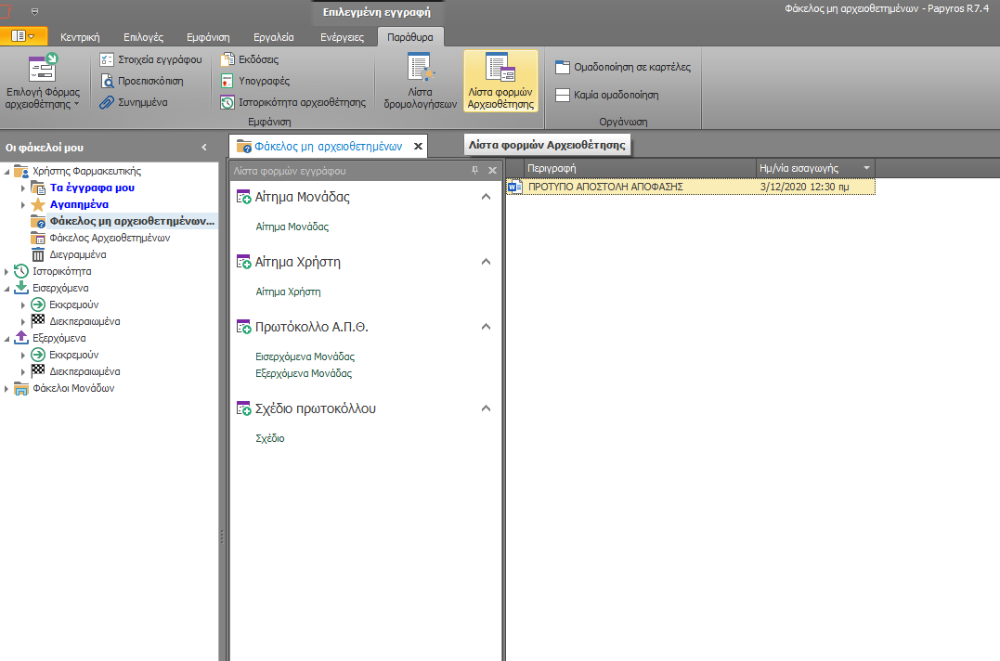 Επιλεγμένη εγγραφή
Φάκελος μη αρχειοθετημένων - Papyros R7.4
Κεντρική
Επιλογές
Εμφάνιση
Εργαλεία
Ενέργειες
Παράθυρα
Επιλογή Φόρμας
αρχειοθέτησης
Στοιχεία εγγράφου
Προεπισκόπιση
Συνημμένα
Εκδόσεις
Υπογραφές
Ιστορικότητα αρχειοθέτησης
Λίστα
δρομολογήσεων
Λίστα φορμών
Αρχειοθέτησης
Ομαδοποίηση σε καρτέλες
Καμία ομαδοποίηση
Εμφάνιση
Οργάνωση
Οι φάκελοί μου
Φάκελος μη αρχειοθετημένων
Λίστα φορμών Αρχειοθέτησης
Χρήστης Φαρμακευτικής
Τα έγγραφα μου
Αγαπημένα
Φάκελος μη αρχειοθετημένων...
Φάκελος Αρχειοθετημένων
Διεγραμμένα
Ιστορικότητα
Εισερχόμενα
Εκκρεμούν
Διεκπεραιωμένα
Εξερχόμενα
Εκκρεμούν
Διεκπεραιωμένα
Φάκελοι Μονάδων
Λίστα φορμών εγγράφου
Αίτημα Μονάδας
Αίτημα Μονάδας
Αίτημα Χρήστη
Αίτημα Χρήστη
Πρωτόκολλο Α.Π.Θ.
Εισερχόμενα Μονάδας
Εξερχόμενα Μονάδας
Σχέδιο πρωτοκόλλου
Σχέδιο
Περιγραφή
Ημ/νία εισαγωγής
ΠΡΟΤΥΠΟ ΑΠΟΣΤΟΛΗ ΑΠΟΦΑΣΗΣ
3/12/2020 12:30 πμ